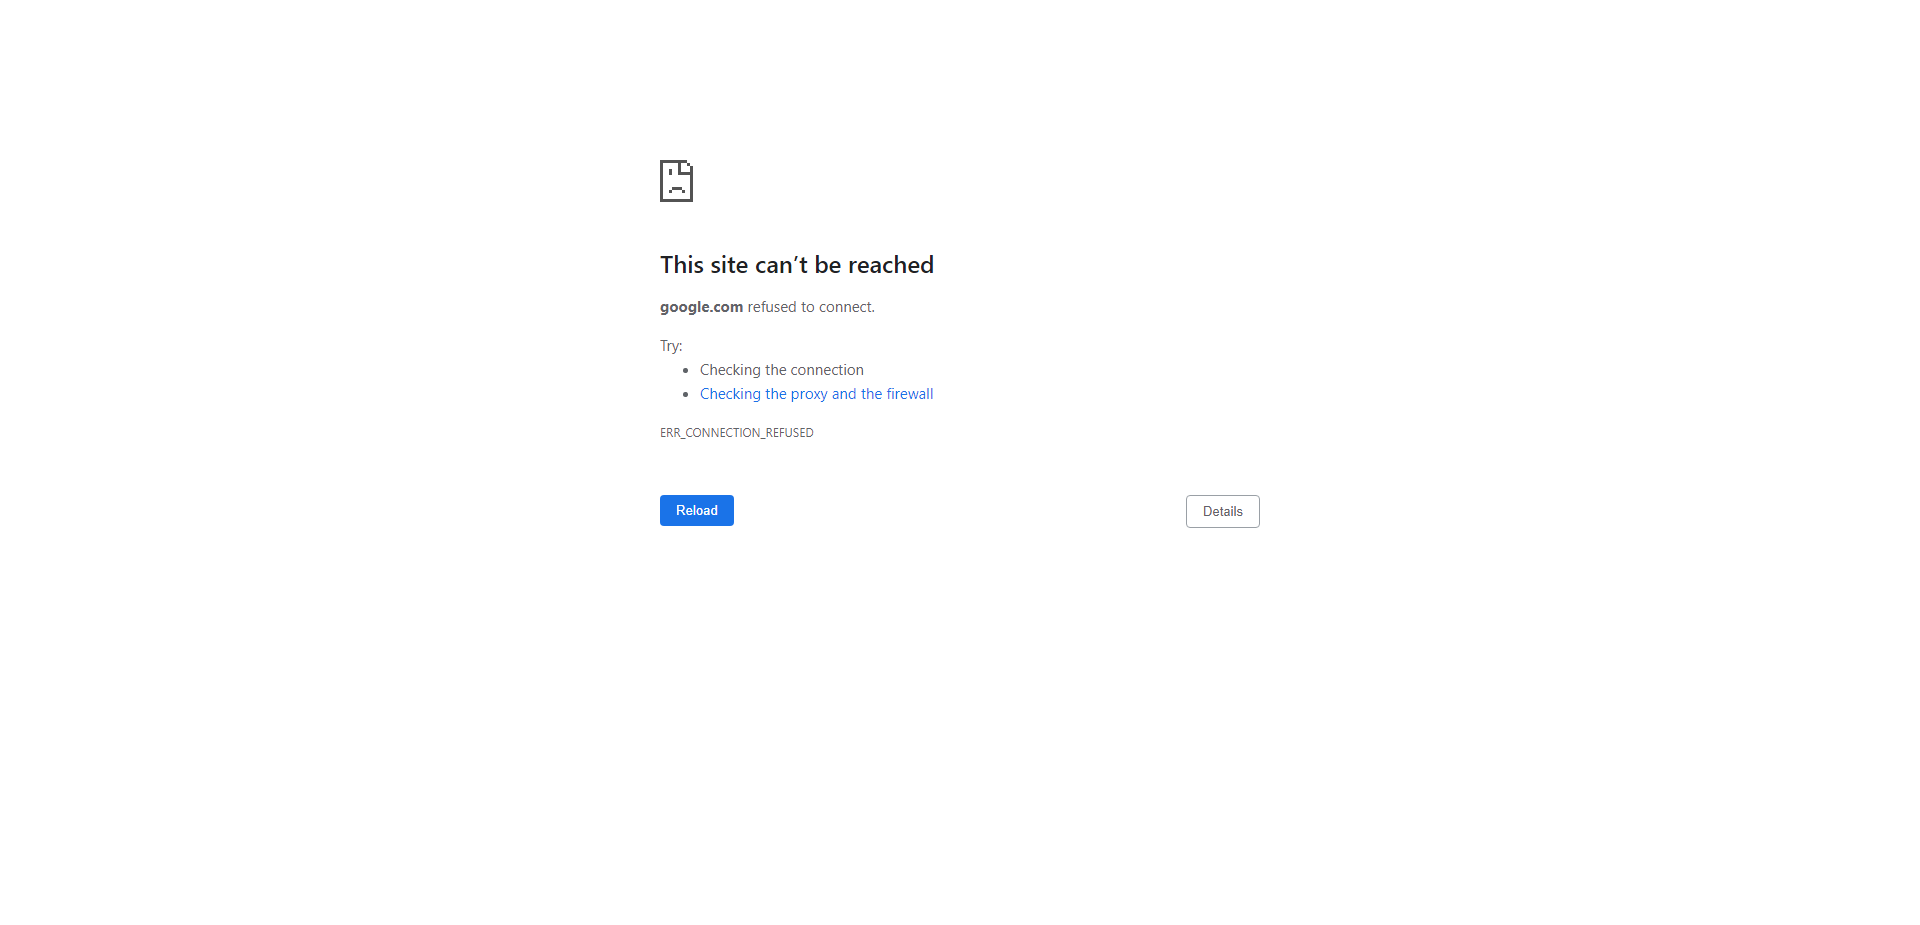 This site can’t be reached
google.com refused to connect.
Try:
Checking the connection
Checking the proxy and the firewall
ERR_CONNECTION_REFUSED
Reload
Details